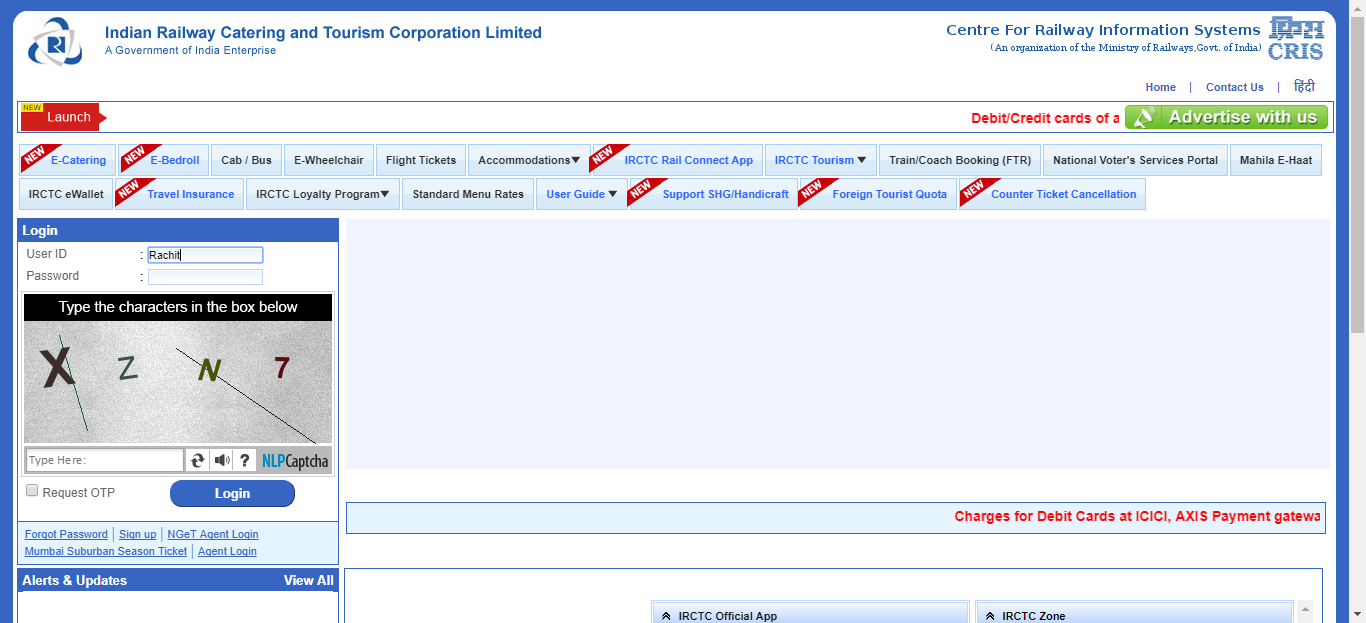 Indian Railway Catering and Tourism Corporation Limited
A Government of India Enterprise
Centre For Railway Information Systems
(An organization of the Ministry of Railways,Govt. of India)
CRIS
Home | Contact Us | हिंदी
NEW
Launch
Debit/Credit cards of a
Advertise with us
NEW E-Catering NEW E-Bedroll Cab / Bus E-Wheelchair Flight Tickets Accommodations▼ NEW IRCTC Rail Connect App IRCTC Tourism ▼ Train/Coach Booking (FTR) National Voter's Services Portal Mahila E-Haat
IRCTC eWallet NEW Travel Insurance IRCTC Loyalty Program▼ Standard Menu Rates User Guide ▼ NEW Support SHG/Handicraft NEW Foreign Tourist Quota NEW Counter Ticket Cancellation
Login
User ID : Rachit
Password :
Type the characters in the box below
X Z N 7
Type Here: ? NLPCaptcha
Request OTP Login
Forgot Password | Sign up | NGeT Agent Login
Mumbai Suburban Season Ticket | Agent Login
Charges for Debit Cards at ICICI, AXIS Payment gatewa
Alerts & Updates View All
IRCTC Official App
IRCTC Zone